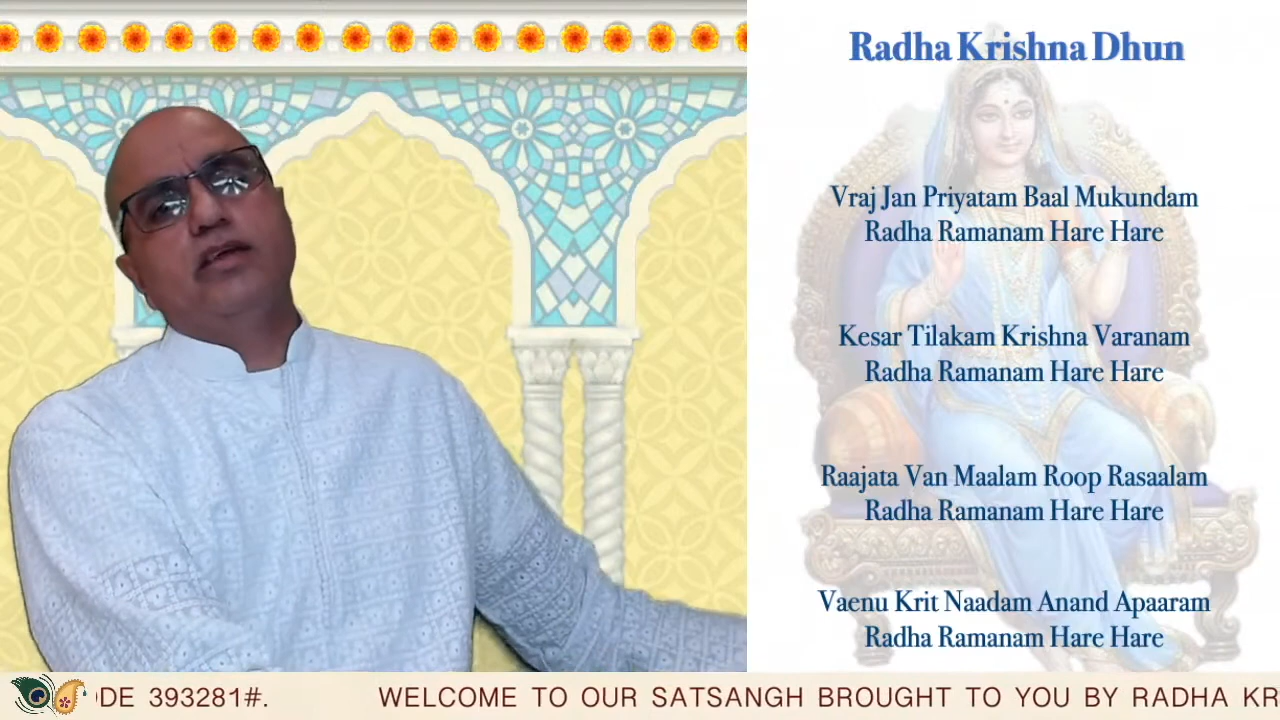 Radha Krishna Dhun
Vraj Jan Priyatam Baal Mukundam
Radha Ramanam Hare Hare
Kesar Tilakam Krishna Varanam
Radha Ramanam Hare Hare
Raajata Van Maalam Roop Rasaalam
Radha Ramanam Hare Hare
Vaenu Krit Naadam Anand Apaaram
Radha Ramanam Hare Hare
DE 393281#. WELCOME TO OUR SATSANGH BROUGHT TO YOU BY RADHA KR